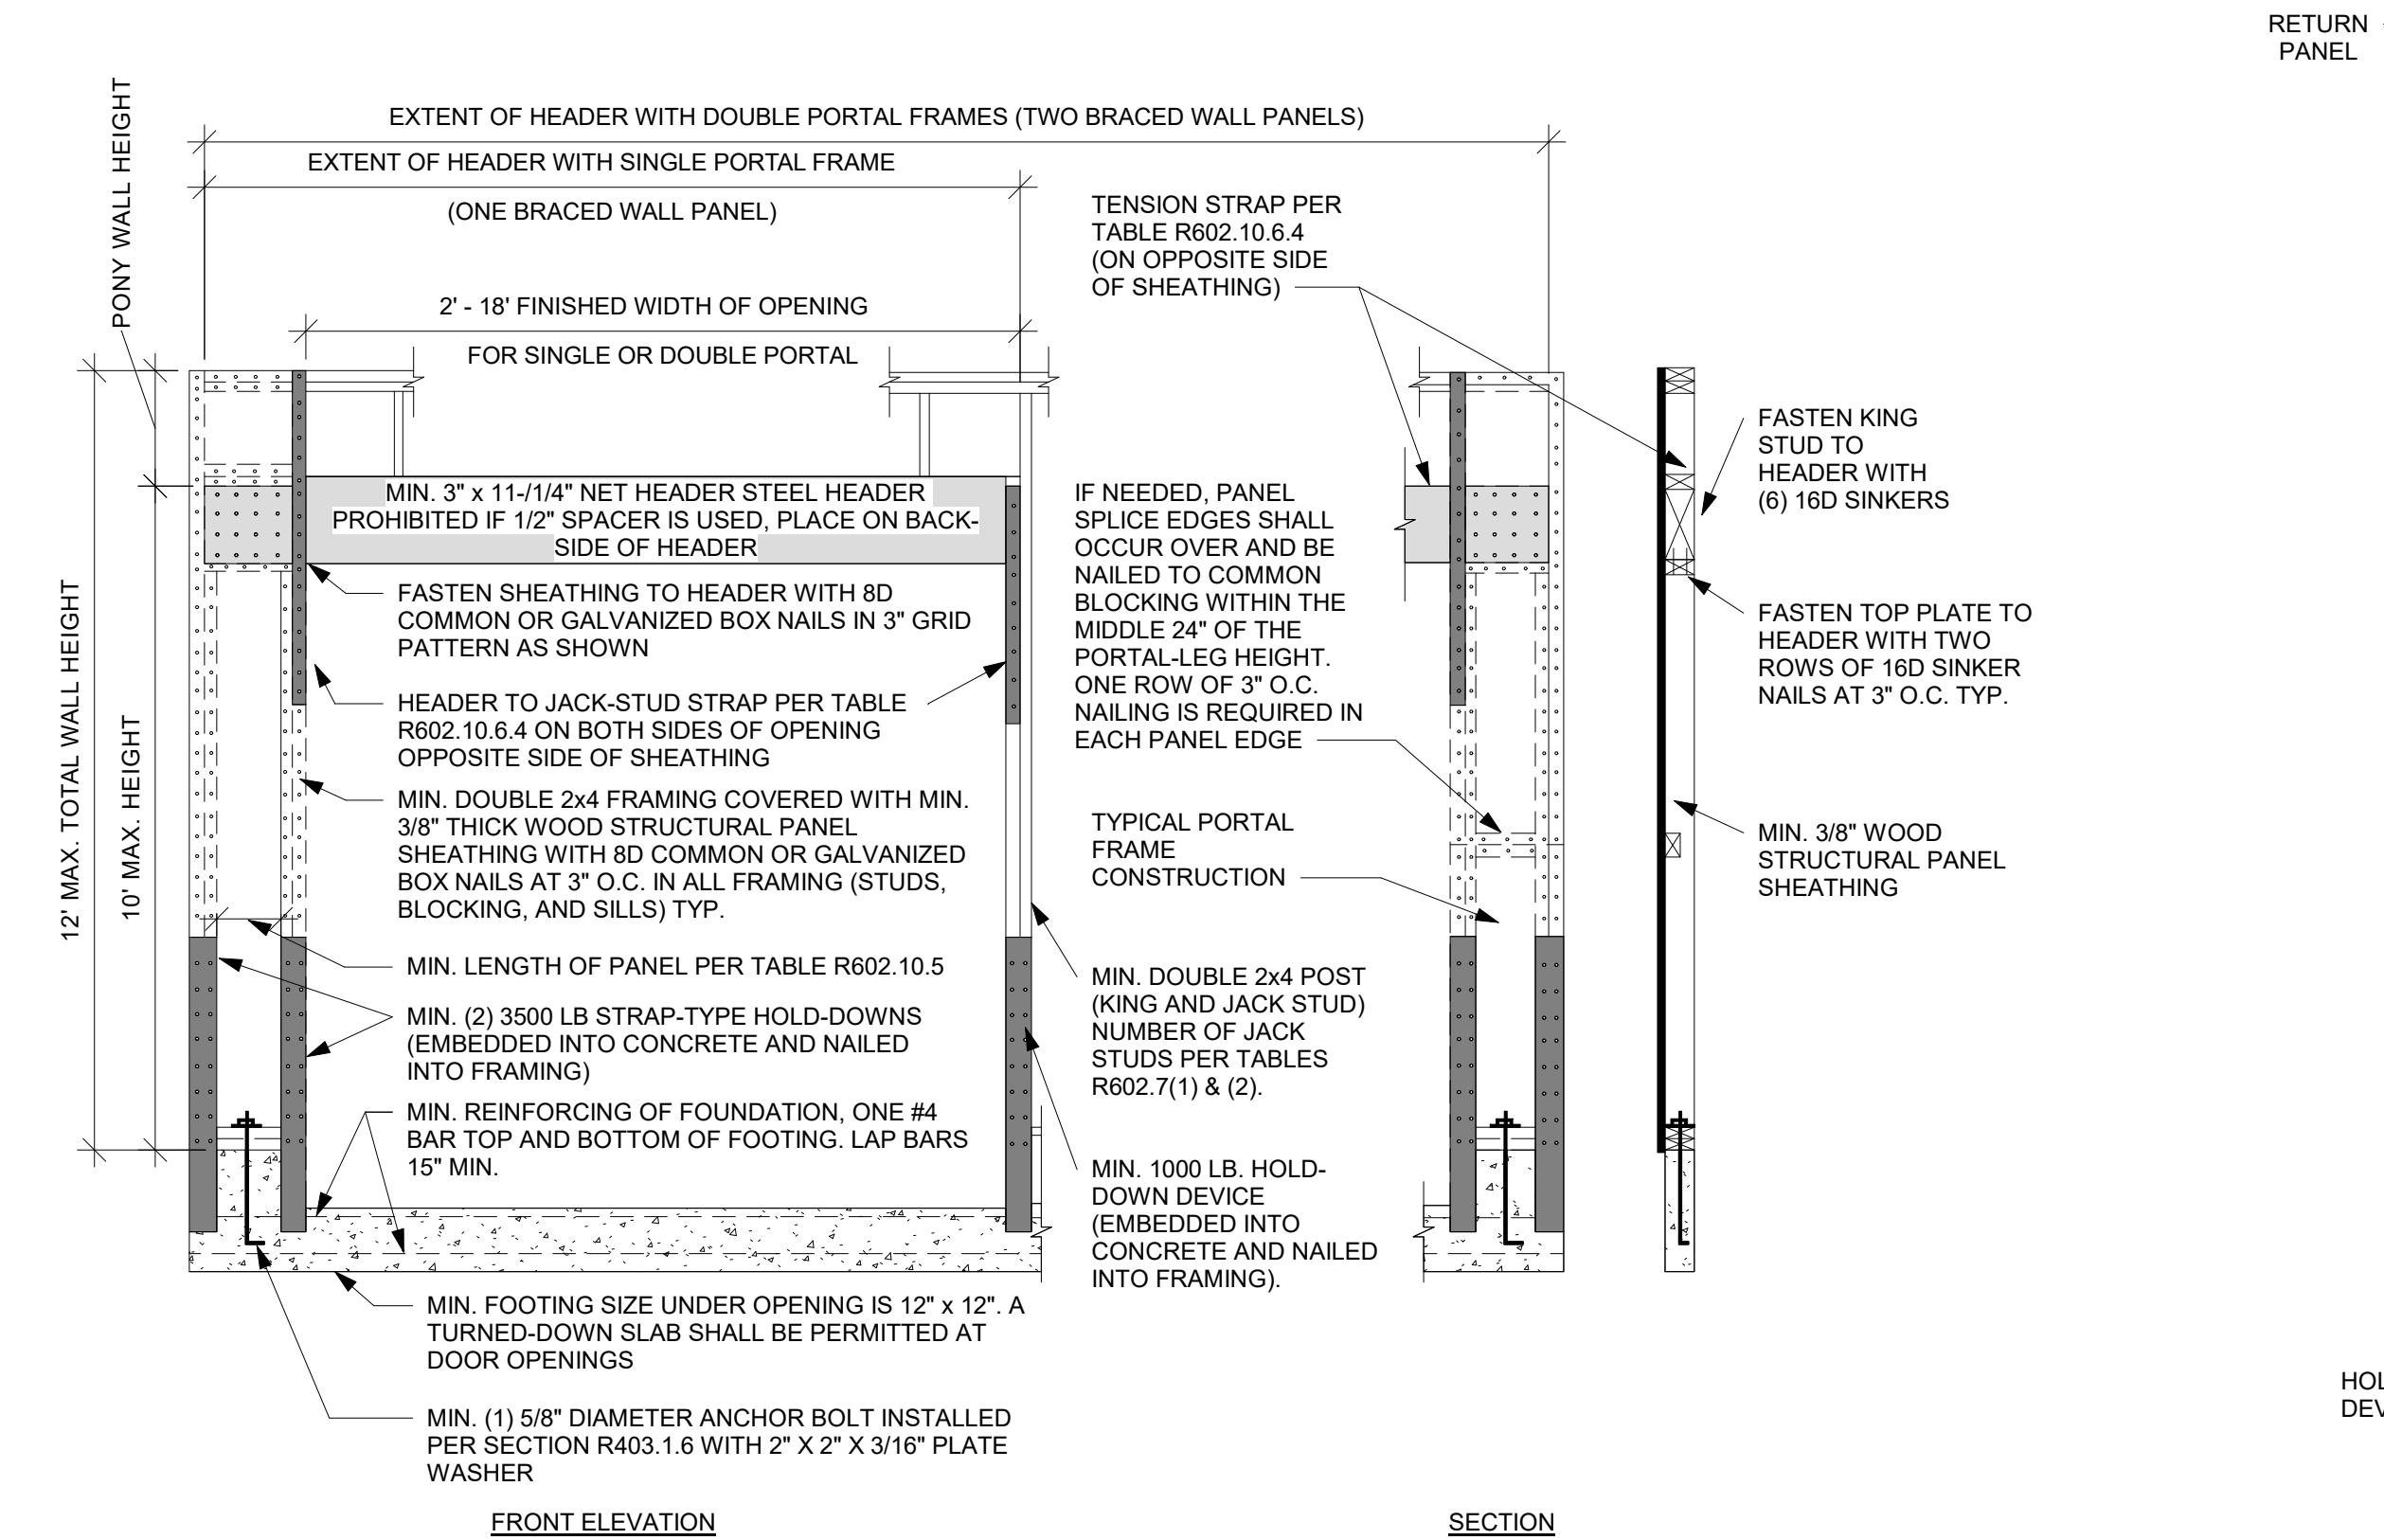 RETURN
PANEL
EXTENT OF HEADER WITH DOUBLE PORTAL FRAMES (TWO BRACED WALL PANELS)
EXTENT OF HEADER WITH SINGLE PORTAL FRAME
(ONE BRACED WALL PANEL)
2' - 18' FINISHED WIDTH OF OPENING
FOR SINGLE OR DOUBLE PORTAL
PONY WALL HEIGHT
12' MAX. TOTAL WALL HEIGHT
10' MAX. HEIGHT
MIN. 3" x 11-/1/4" NET HEADER STEEL HEADER
PROHIBITED IF 1/2" SPACER IS USED, PLACE ON BACK-
SIDE OF HEADER
FASTEN SHEATHING TO HEADER WITH 8D
COMMON OR GALVANIZED BOX NAILS IN 3" GRID
PATTERN AS SHOWN
HEADER TO JACK-STUD STRAP PER TABLE
R602.10.6.4 ON BOTH SIDES OF OPENING
OPPOSITE SIDE OF SHEATHING
MIN. DOUBLE 2x4 FRAMING COVERED WITH MIN.
3/8" THICK WOOD STRUCTURAL PANEL
SHEATHING WITH 8D COMMON OR GALVANIZED
BOX NAILS AT 3" O.C. IN ALL FRAMING (STUDS,
BLOCKING, AND SILLS) TYP.
MIN. LENGTH OF PANEL PER TABLE R602.10.5
MIN. (2) 3500 LB STRAP-TYPE HOLD-DOWNS
(EMBEDDED INTO CONCRETE AND NAILED
INTO FRAMING)
MIN. REINFORCING OF FOUNDATION, ONE #4
BAR TOP AND BOTTOM OF FOOTING. LAP BARS
15" MIN.
MIN. FOOTING SIZE UNDER OPENING IS 12" x 12". A
TURNED-DOWN SLAB SHALL BE PERMITTED AT
DOOR OPENINGS
MIN. (1) 5/8" DIAMETER ANCHOR BOLT INSTALLED
PER SECTION R403.1.6 WITH 2" X 2" X 3/16" PLATE
WASHER
FRONT ELEVATION
TENSION STRAP PER
TABLE R602.10.6.4
(ON OPPOSITE SIDE
OF SHEATHING)
IF NEEDED, PANEL
SPLICE EDGES SHALL
OCCUR OVER AND BE
NAILED TO COMMON
BLOCKING WITHIN THE
MIDDLE 24" OF THE
PORTAL-LEG HEIGHT.
ONE ROW OF 3" O.C.
NAILING IS REQUIRED IN
EACH PANEL EDGE
TYPICAL PORTAL
FRAME
CONSTRUCTION
MIN. DOUBLE 2x4 POST
(KING AND JACK STUD)
NUMBER OF JACK
STUDS PER TABLES
R602.7(1) & (2).
MIN. 1000 LB. HOLD-
DOWN DEVICE
(EMBEDDED INTO
CONCRETE AND NAILED
INTO FRAMING).
FASTEN KING
STUD TO
HEADER WITH
(6) 16D SINKERS
FASTEN TOP PLATE TO
HEADER WITH TWO
ROWS OF 16D SINKER
NAILS AT 3" O.C. TYP.
MIN. 3/8" WOOD
STRUCTURAL PANEL
SHEATHING
SECTION